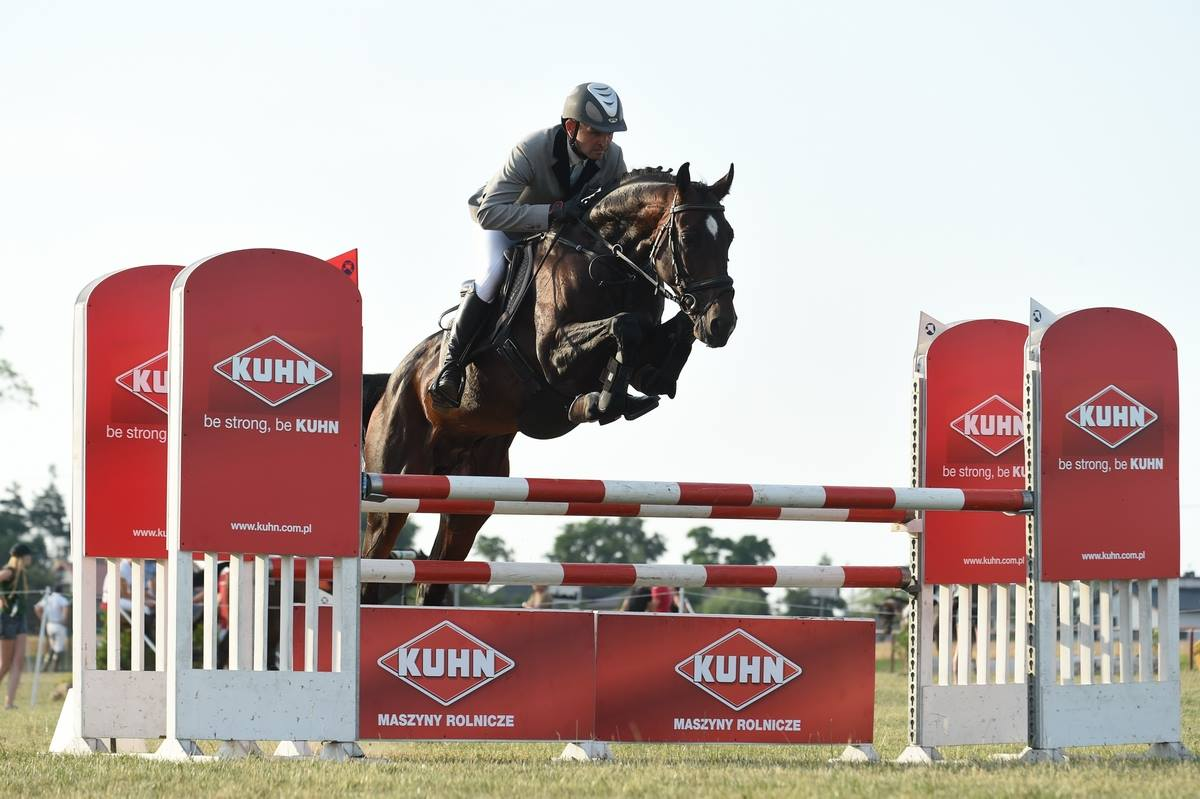 KU
be strong,
www.
KUHN
be strong, be KUHN
www.kuhn.com.pl
KUHN
be strong, be KU
www.kuhn.com
KUHN
be strong, be KUHN
www.kuhn.com.pl
KUHN
MASZYNY ROLNICZE
KUHN
MASZYNY ROLNICZE